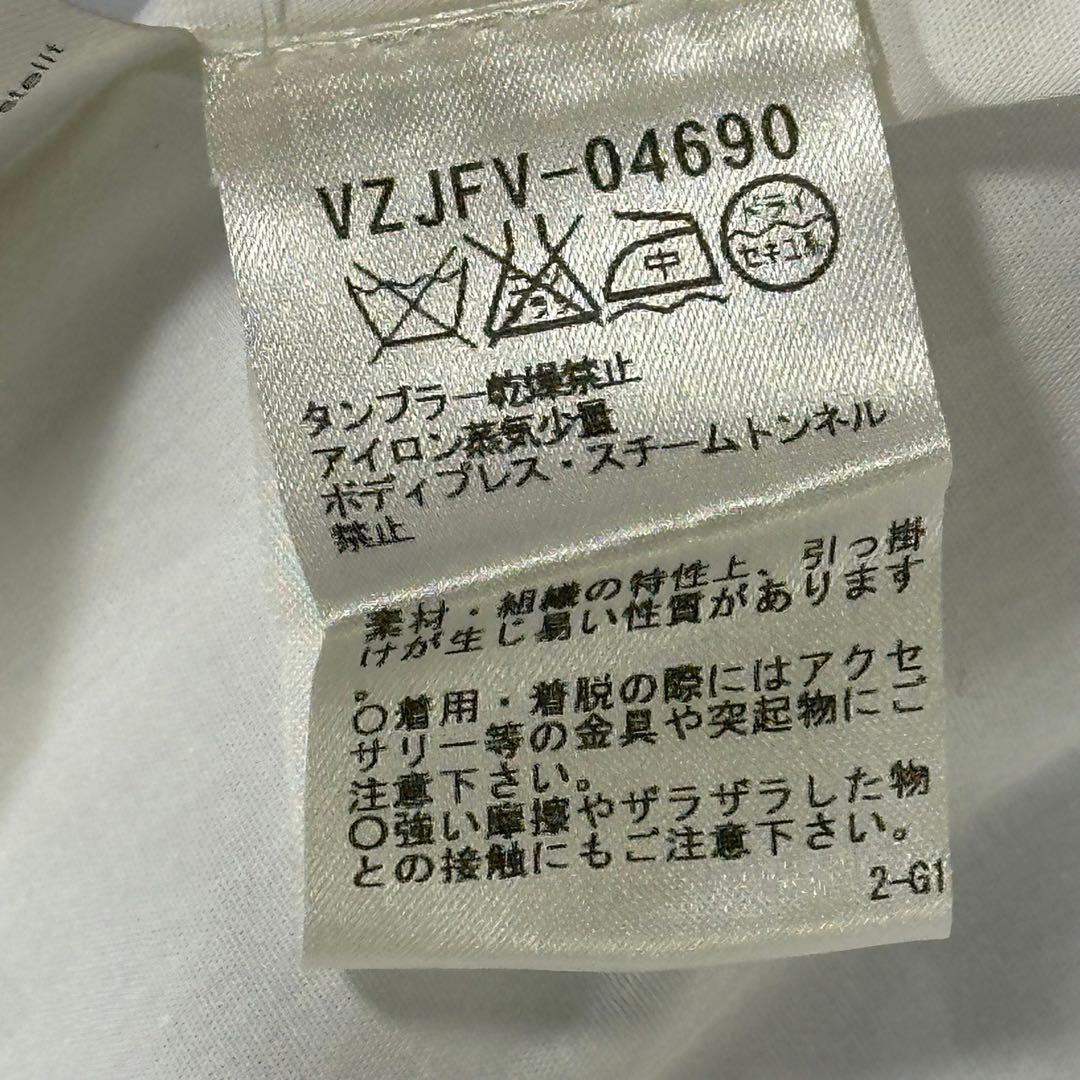 VZJFV-04690
中
ドライ
セキユ系
タンブラー乾燥禁止
アイロン蒸気少量
ボディプレス・スチームトンネル
禁止
素材・組織の特性上、引っ掛
けが生じ易い性質があります
。
〇着用・着脱の際にはアクセ
サリー等の金具や突起物にご
注意下さい。
〇強い摩擦やザラザラした物
との接触にもご注意下さい。
2-G1